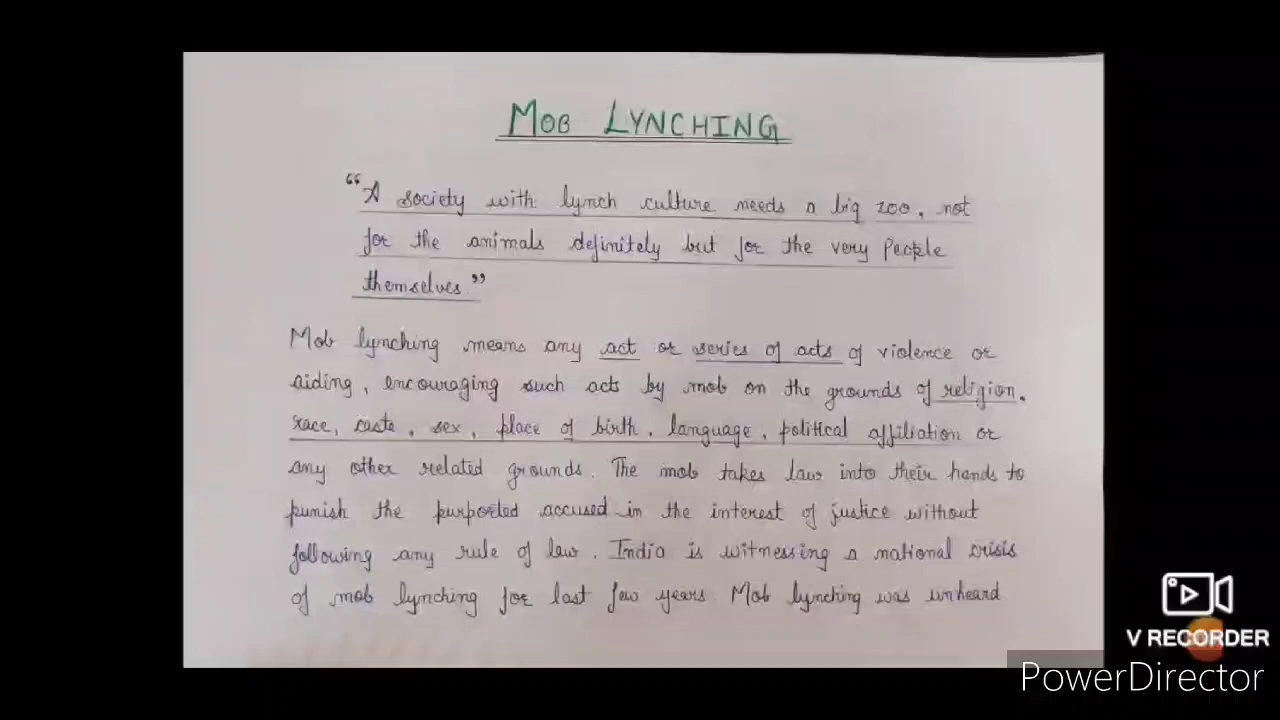 MOB LYNCHING
“A society with lynch culture needs a big zoo, not
for the animals definitely but for the very people
themselves.”
Mob lynching means any act or series of acts of violence or
aiding, encouraging such acts by mob on the grounds of religion,
race, caste, sex, place of birth, language, political affiliation or
any other related grounds. The mob takes law into their hands to
punish the purported accused in the interest of justice without
following any rule of law. India is witnessing a national crisis
of mob lynching for last few years. Mob lynching was unheard
V RECORDER
PowerDirector